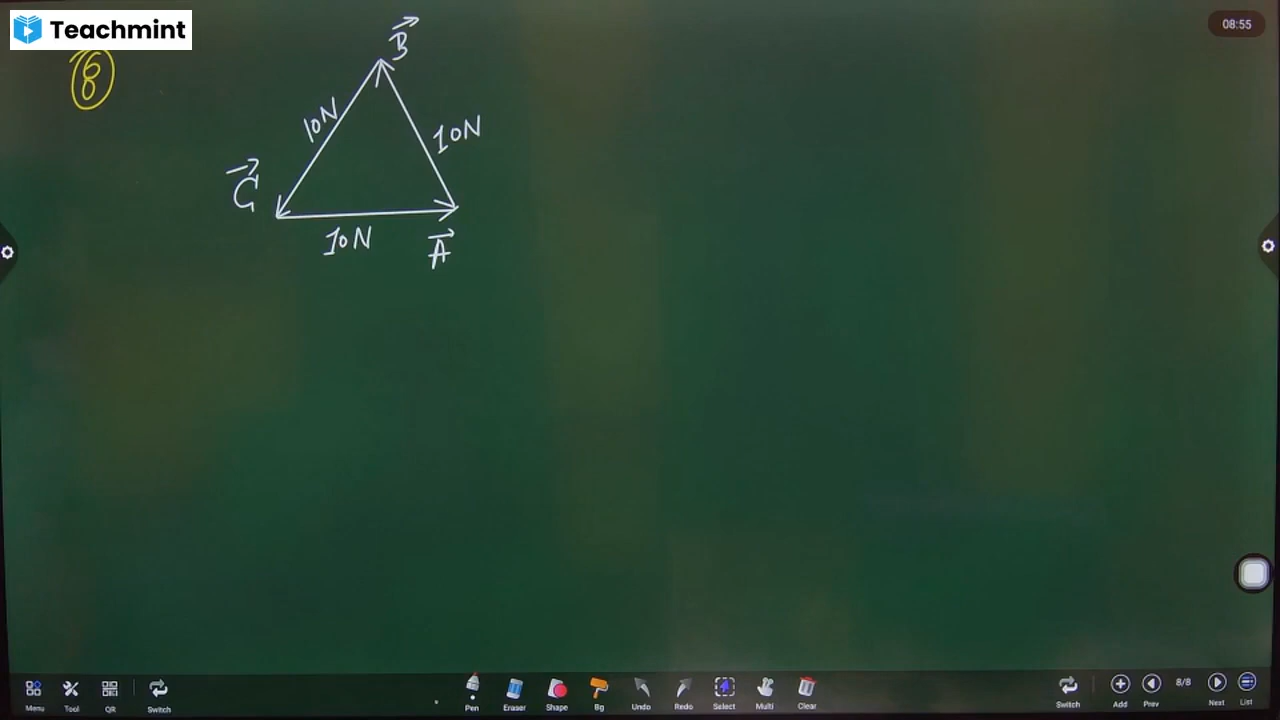 Teachmint
08:55
8
B
10N
10N
C
10N
A
Menu Tool QR Switch Pen Eraser Shape Bg Undo Redo Select Multi Clear Switch Add Prev 8/8 Next List